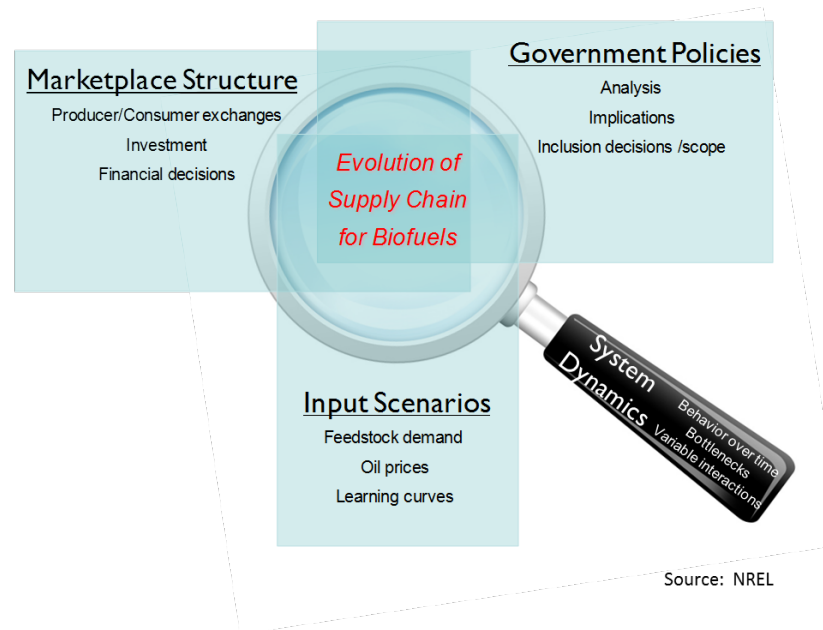 Marketplace Structure
Producer/Consumer exchanges
Investment
Financial decisions
Government Policies
Analysis
Implications
Inclusion decisions /scope
Evolution of
Supply Chain
for Biofuels
Input Scenarios
Feedstock demand
Oil prices
Learning curves
System
Dynamics
Behavior over time
Bottlenecks
Variable interactions
Source: NREL